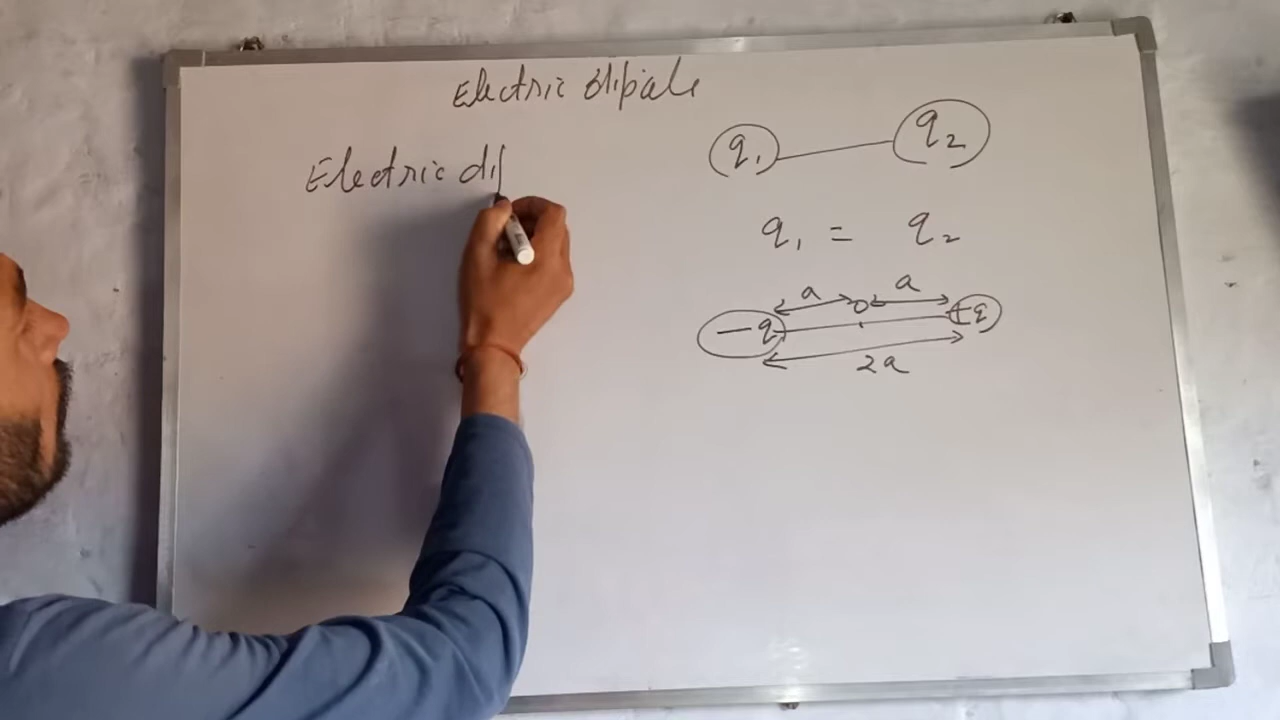 Electric dipole
Electric dip
q₁ q₂
q₁ = q₂
a o a
- q +q
2a